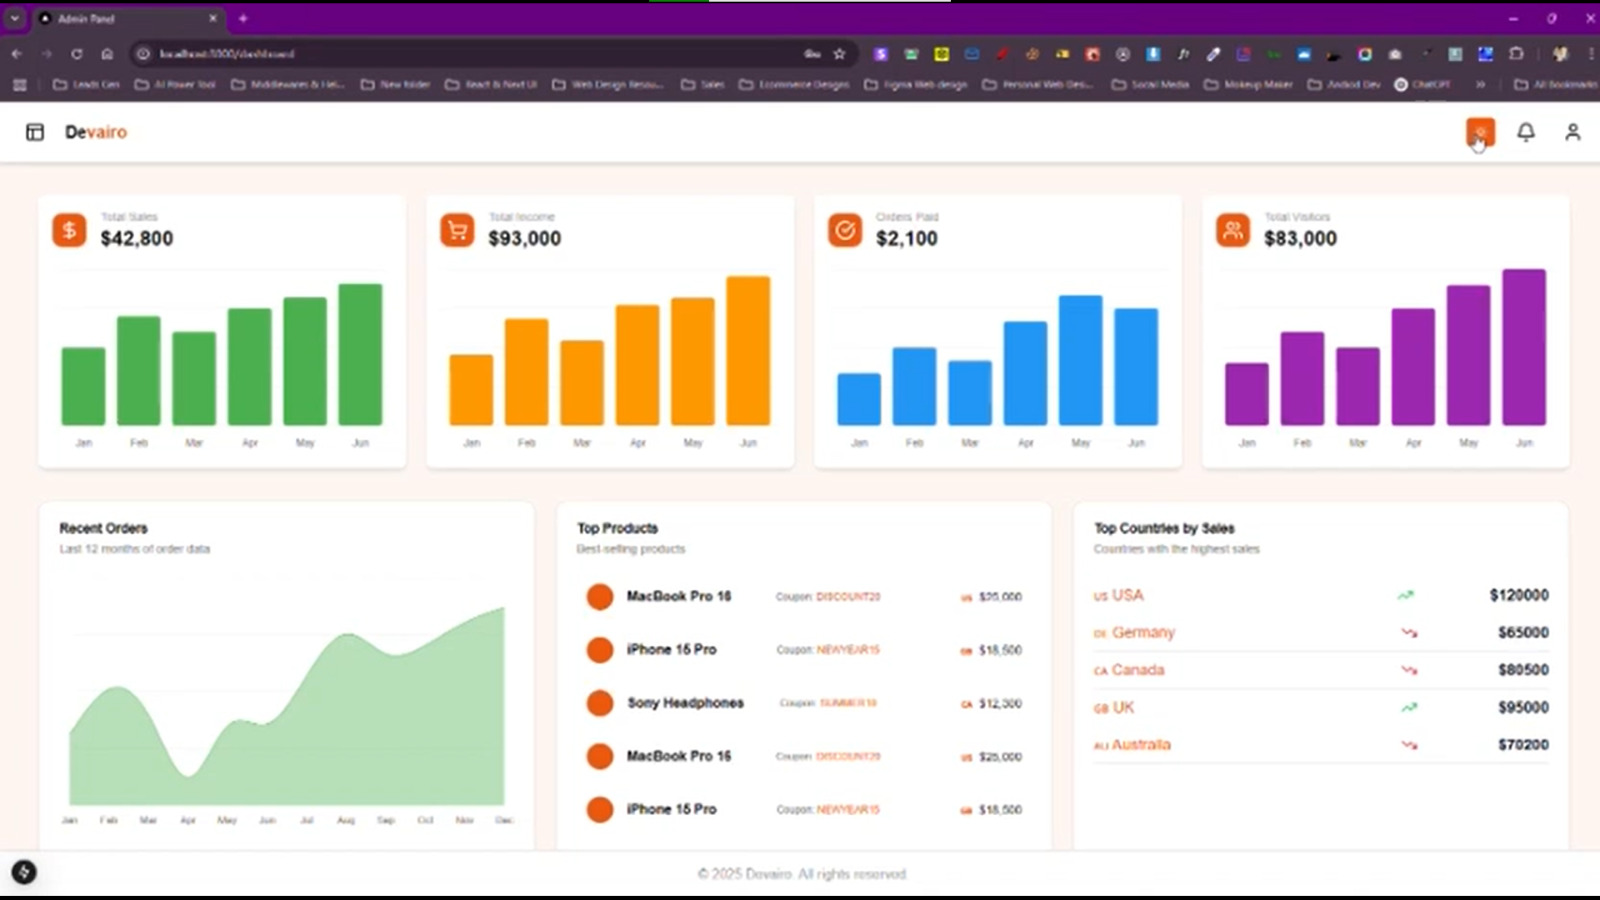 Admin Panel
localhost:3000/dashboard
Leads Gen
AI Power Tool
Middlewares & Hel...
New folder
React & Next UI
Web Design Resou...
Sales
Ecommerce Designs
Figma Web design
Personal Web Desi...
Social Media
Makeup Maker
Android Dev
ChatGPT
All Bookmarks
Devairo
Total Sales
$42,800
Jan Feb Mar Apr May Jun
Total Income
$93,000
Jan Feb Mar Apr May Jun
Orders Paid
$2,100
Jan Feb Mar Apr May Jun
Total Visitors
$83,000
Jan Feb Mar Apr May Jun
Recent Orders
Last 12 months of order data
Jan Feb Mar Apr May Jun Jul Aug Sep Oct Nov Dec
Top Products
Best-selling products
MacBook Pro 16 Coupon: DISCOUNT20 US $25,000
iPhone 15 Pro Coupon: NEWYEAR15 GB $18,500
Sony Headphones Coupon: SUMMER10 CA $12,300
MacBook Pro 16 Coupon: DISCOUNT20 US $25,000
iPhone 15 Pro Coupon: NEWYEAR15 GB $18,500
Top Countries by Sales
Countries with the highest sales
US USA $120000
DE Germany $65000
CA Canada $80500
GB UK $95000
AU Australia $70200
© 2025 Devairo. All rights reserved.